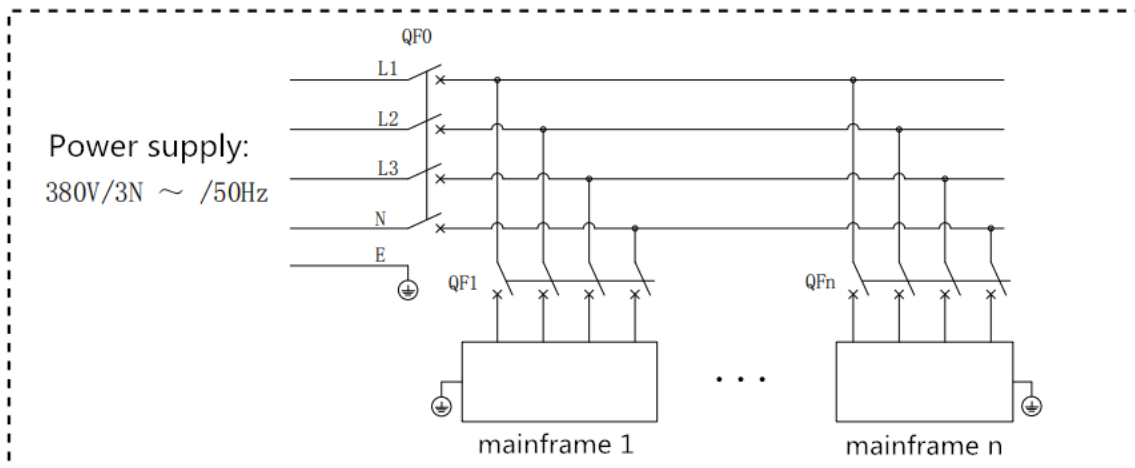 QF0
L1
L2
Power supply:
L3
380V/3N ～ /50Hz
N
E
QF1
QFn
. . .
mainframe 1
mainframe n